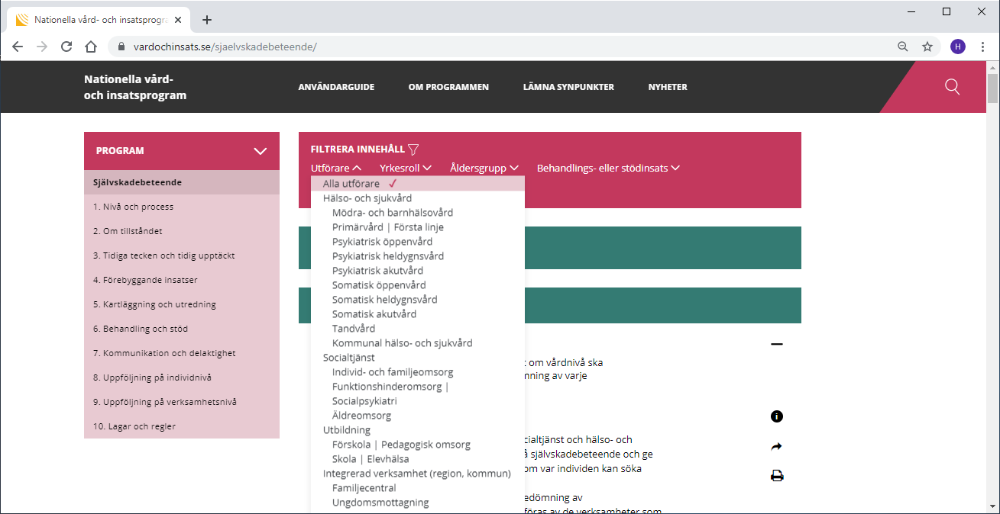 Nationella vård- och insatsprogra
vardochinsats.se/sjaelvskadebeteende/
H
Nationella vård-
och insatsprogram
ANVÄNDARGUIDE
OM PROGRAMMEN
LÄMNA SYNPUNKTER
NYHETER
PROGRAM
Självskadebeteende
1. Nivå och process
2. Om tillståndet
3. Tidiga tecken och tidig upptäckt
4. Förebyggande insatser
5. Kartläggning och utredning
6. Behandling och stöd
7. Kommunikation och delaktighet
8. Uppföljning på individnivå
9. Uppföljning på verksamhetsnivå
10. Lagar och regler
FILTRERA INNEHÅLL
Utförare Yrkesroll Åldersgrupp Behandlings- eller stödinsats
Alla utförare
Hälso- och sjukvård
Mödra- och barnhälsovård
Primärvård | Första linje
Psykiatrisk öppenvård
Psykiatrisk heldygnsvård
Psykiatrisk akutvård
Somatisk öppenvård
Somatisk heldygnsvård
Somatisk akutvård
Tandvård
Kommunal hälso- och sjukvård
Socialtjänst
Individ- och familjeomsorg
Funktionshinderomsorg |
Socialpsykiatri
Äldreomsorg
Utbildning
Förskola | Pedagogisk omsorg
Skola | Elevhälsa
Integrerad verksamhet (region, kommun)
Familjecentral
Ungdomsmottagning
om vårdnivå ska
mning av varje
cialtjänst och hälso- och
å självskadebeteende och ge
om var individen kan söka
edömning av
föras av de verksamheter som